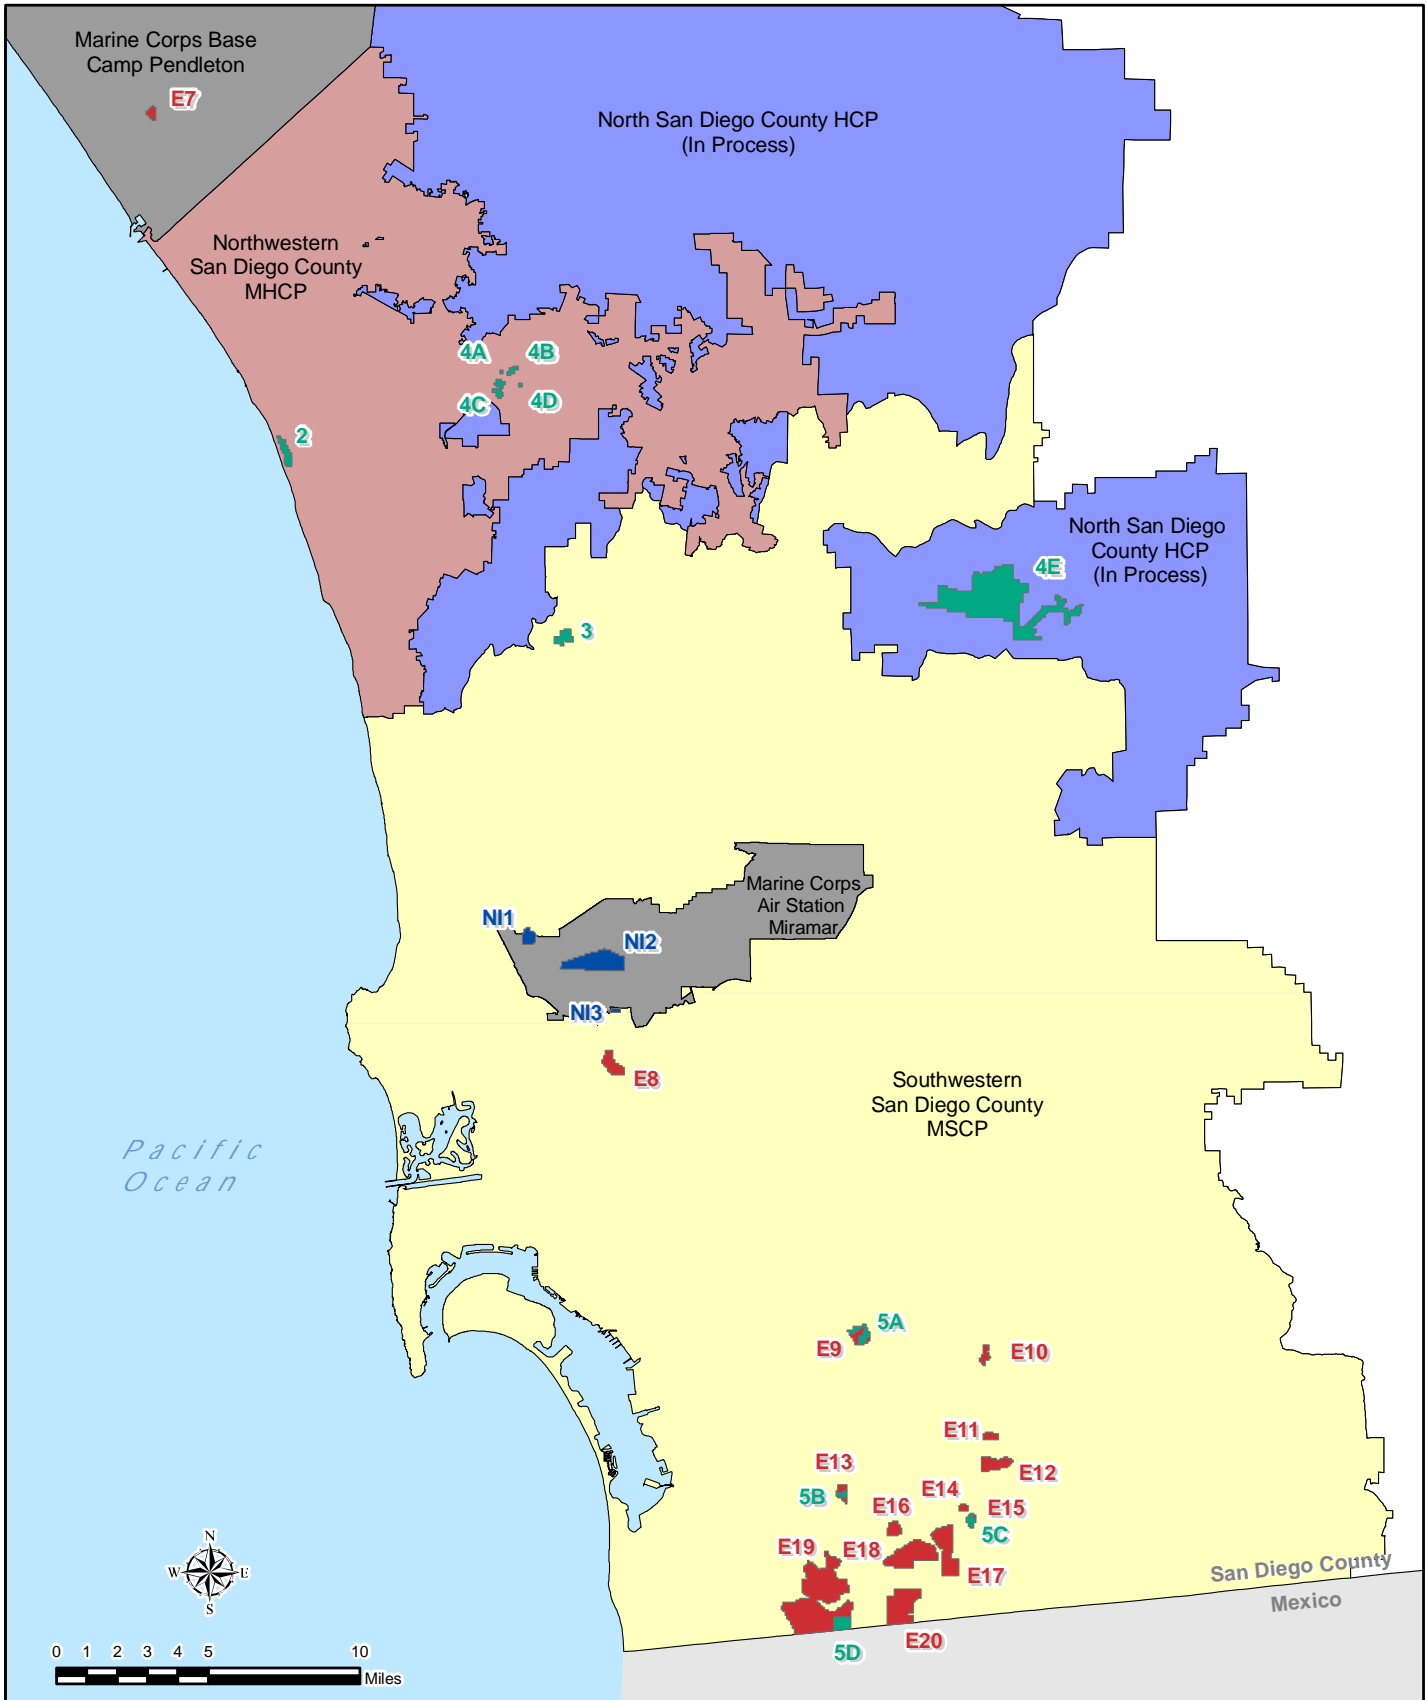 Marine Corps Base
Camp Pendleton
E7
North San Diego County HCP
(In Process)
Northwestern
San Diego County
MHCP
4A
4B
4C
4D
2
North San Diego
County HCP
(In Process)
4E
3
Marine Corps
Air Station
Miramar
NI1
NI2
NI3
E8
Southwestern
San Diego County
MSCP
Pacific
Ocean
5A
E9
E10
E11
E12
E13
5B
E14
E15
E16
5C
E19
E18
E17
San Diego County
Mexico
E20
5D
N
W E
S
0 1 2 3 4 5 10
Miles